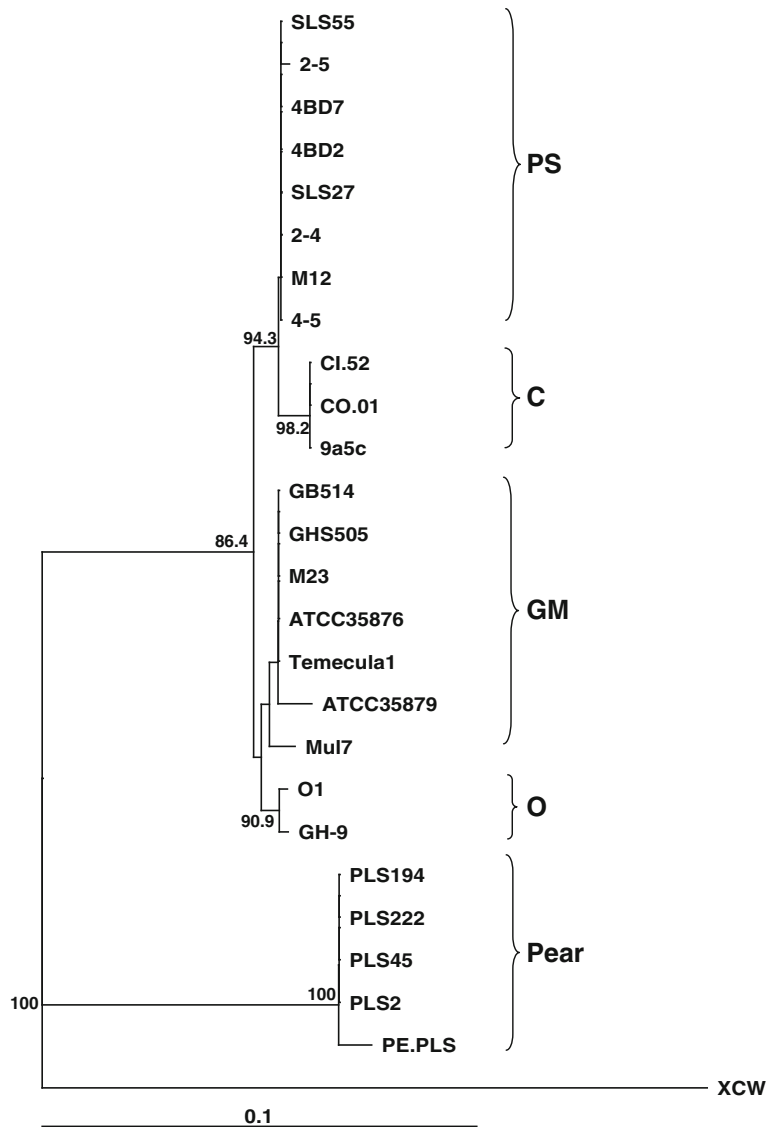 SLS55
2-5
4BD7
4BD2
PS
SLS27
2-4
M12
4-5
94.3
CI.52
C
CO.01
98.2
9a5c
GB514
GHS505
86.4
M23
GM
ATCC35876
Temecula1
ATCC35879
Mul7
O1
O
90.9
GH-9
PLS194
PLS222
Pear
PLS45
100
100
PLS2
PE.PLS
XCW
0.1